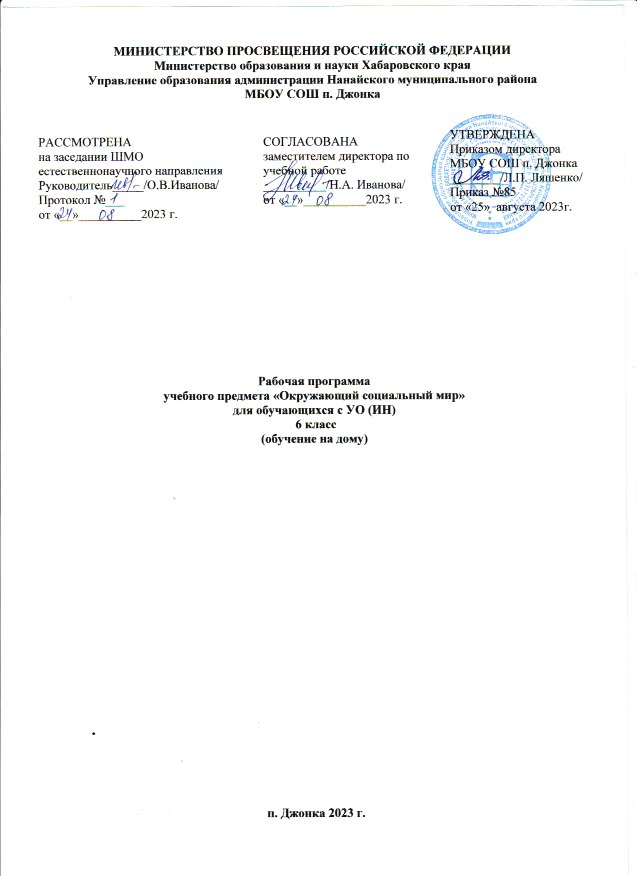 МИНИСТЕРСТВО ПРОСВЕЩЕНИЯ РОССИЙСКОЙ ФЕДЕРАЦИИ
Министерство образования и науки Хабаровского края
Управление образования администрации Нанайского муниципального района
МБОУ СОШ п. Джонка
РАССМОТРЕНА
на заседании ШМО
естественнонаучного направления
Руководитель /О.В.Иванова/
Протокол № 1
от «24» 08 2023 г.
СОГЛАСОВАНА
заместителем директора по
учебной работе
/Н.А. Иванова/
от «24» 08 2023 г.
УТВЕРЖДЕНА
Приказом директора
МБОУ СОШ п. Джонка
/Л.П. Ляшенко/
Приказ №85
от «25» августа 2023г.
Рабочая программа
учебного предмета «Окружающий социальный мир»
для обучающихся с УО (ИН)
6 класс
(обучение на дому)
п. Джонка 2023 г.